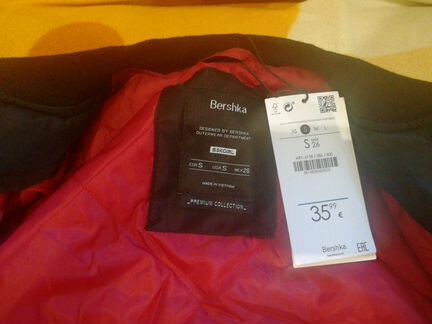 Bershka
DESIGNED BY BERSHKA
OUTERWEAR DEPARTMENT
EUR S USA S MEX 26
MADE IN VIETNAM
PREMIUM COLLECTION
XS S M L
S
26
35,99
€
Bershka
EAC